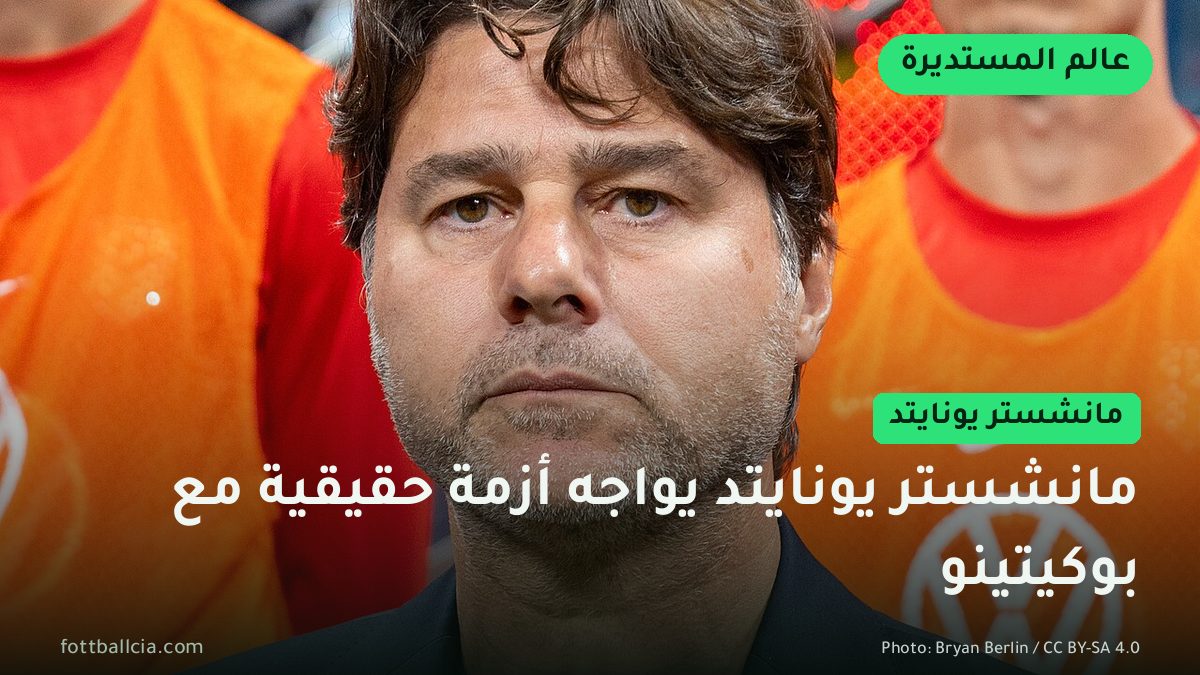 عالم المستديرة
مانشستر يونايتد
مانشستر يونايتد يواجه أزمة حقيقية مع
بوكيتينو
fottballcia.com
Photo: Bryan Berlin / CC BY-SA 4.0